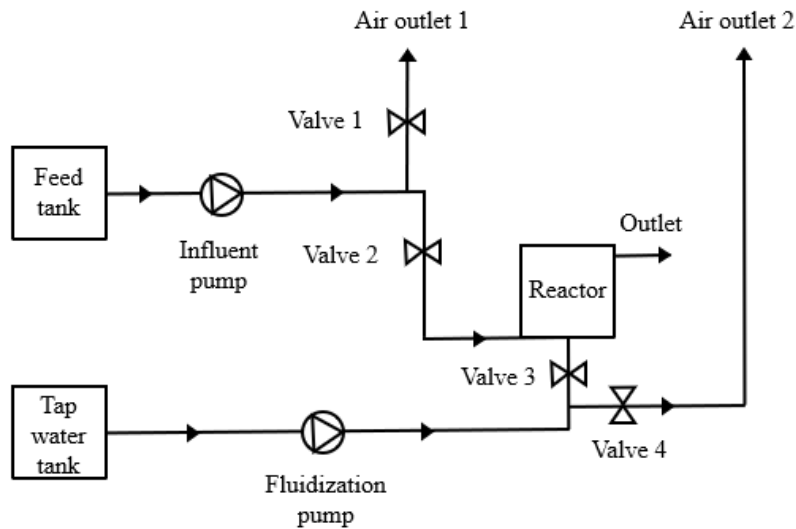 Air outlet 1
Air outlet 2
Valve 1
Feed
tank
Influent
pump
Valve 2
Outlet
Reactor
Valve 3
Tap
water
tank
Valve 4
Fluidization
pump